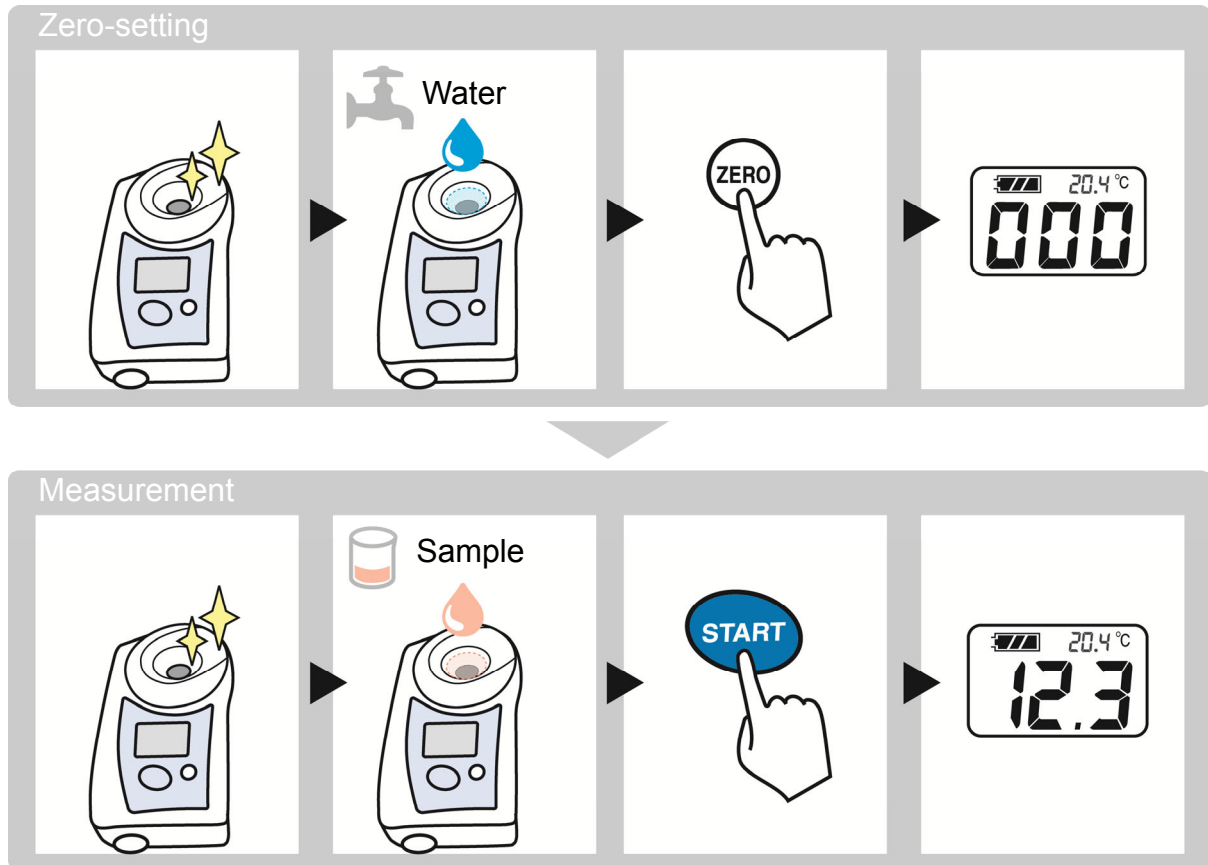 Zero-setting
Water
ZERO
20.4 °C
000
Measurement
Sample
START
20.4 °C
12.3